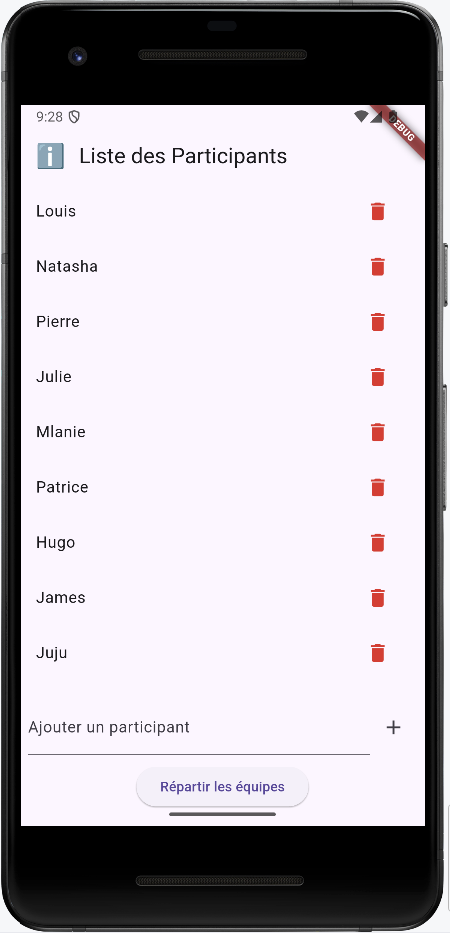 9:28
DEBUG
ℹ️ Liste des Participants
Louis
Natasha
Pierre
Julie
Mlanie
Patrice
Hugo
James
Juju
Ajouter un participant
Répartir les équipes